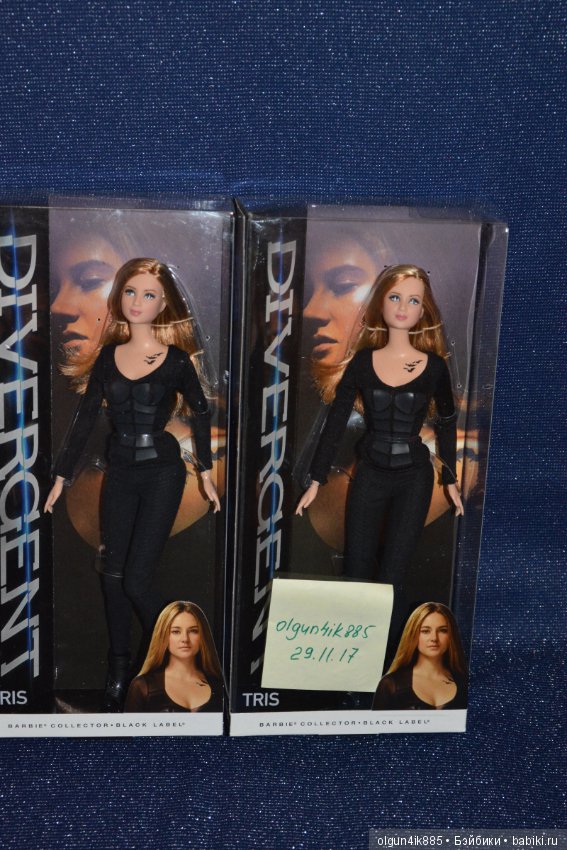 DIVERGENT
TRIS
BARBIE® COLLECTOR • BLACK LABEL®
DIVERGENT
olgun4ik885
29.11.17
TRIS
BARBIE® COLLECTOR • BLACK LABEL®
olgun4ik885 • Бэйбики • babiki.ru